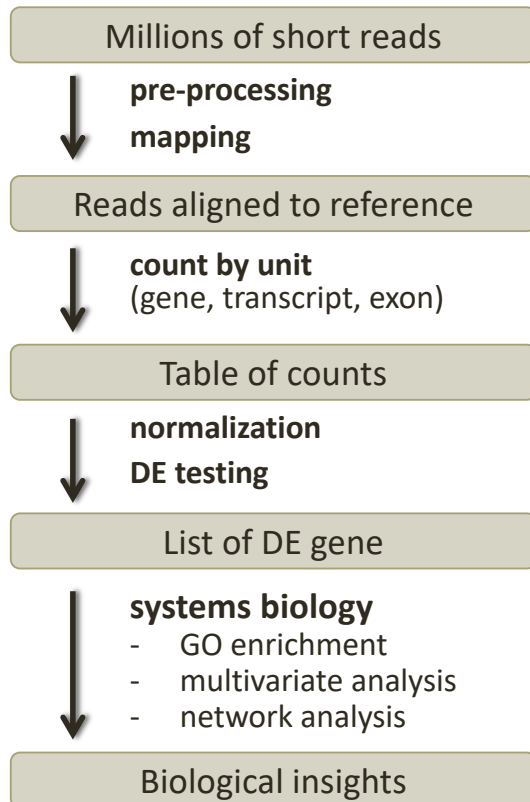 Millions of short reads
pre-processing
mapping
Reads aligned to reference
count by unit
(gene, transcript, exon)
Table of counts
normalization
DE testing
List of DE gene
systems biology
- GO enrichment
- multivariate analysis
- network analysis
Biological insights